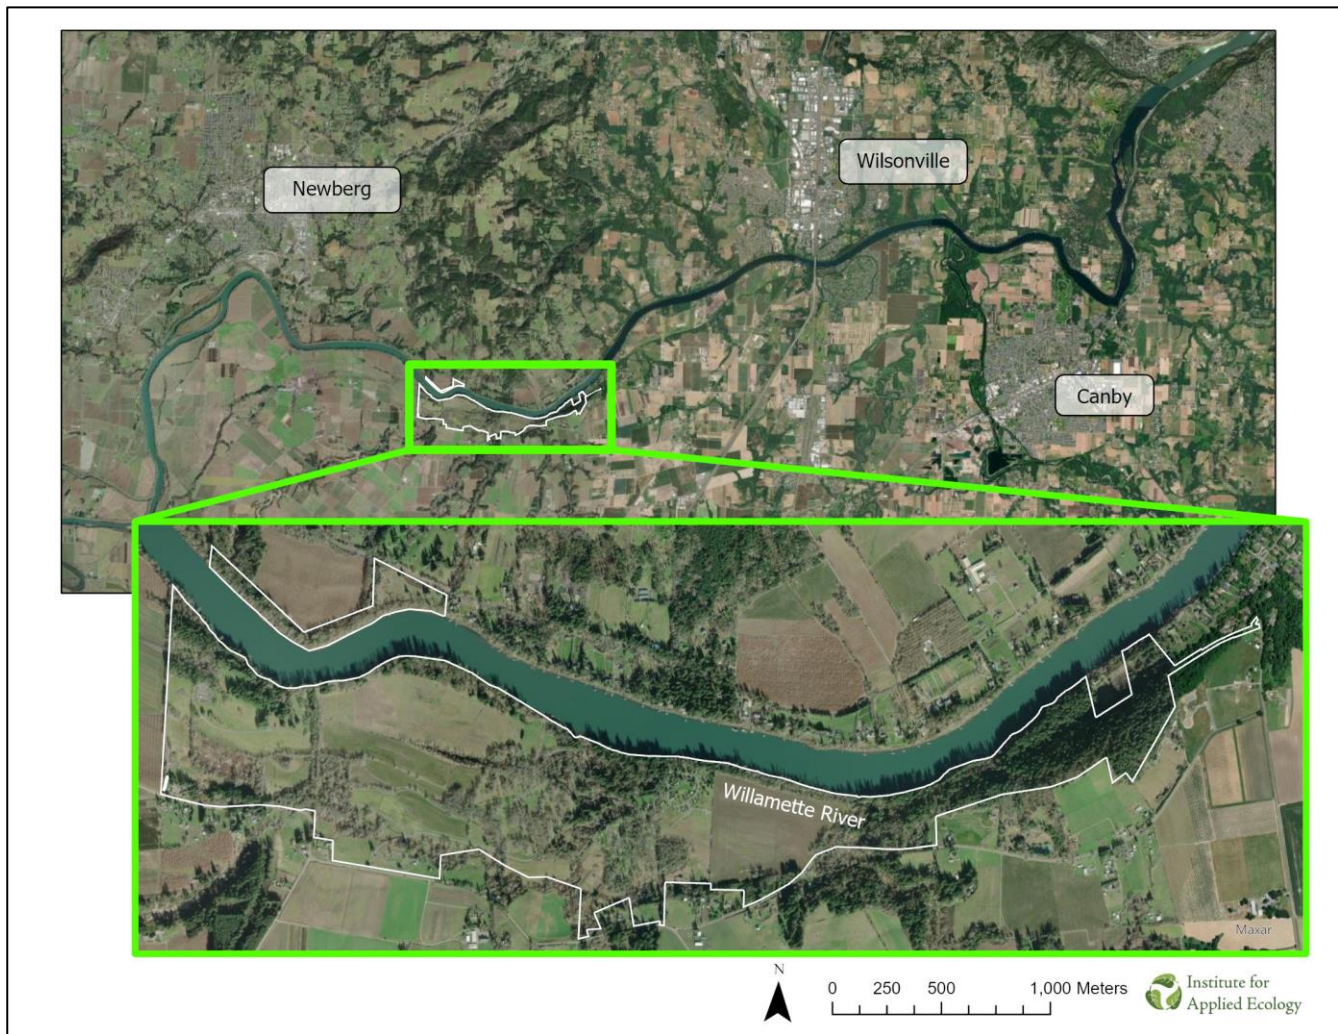 Newberg
Wilsonville
Canby
Willamette River
Maxar
N
0 250 500 1,000 Meters
Institute for
Applied Ecology